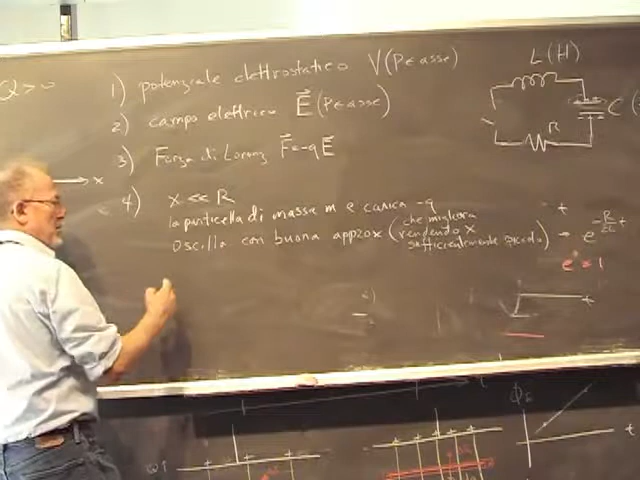 Q>0
1) potenziale elettrostatico V(P∈asse)
2) campo elettrico E⃗(P∈asse)
3) Forza di Lorenz F⃗=-qE⃗
→ x
4) x << R
la particella di massa m e carica -q
oscilla con buona approx (che migliora rendendo x sufficientemente piccolo)
L(H)
C(
R
- t
→ e^{-R/2L t}
= 1
t
ϕ
t